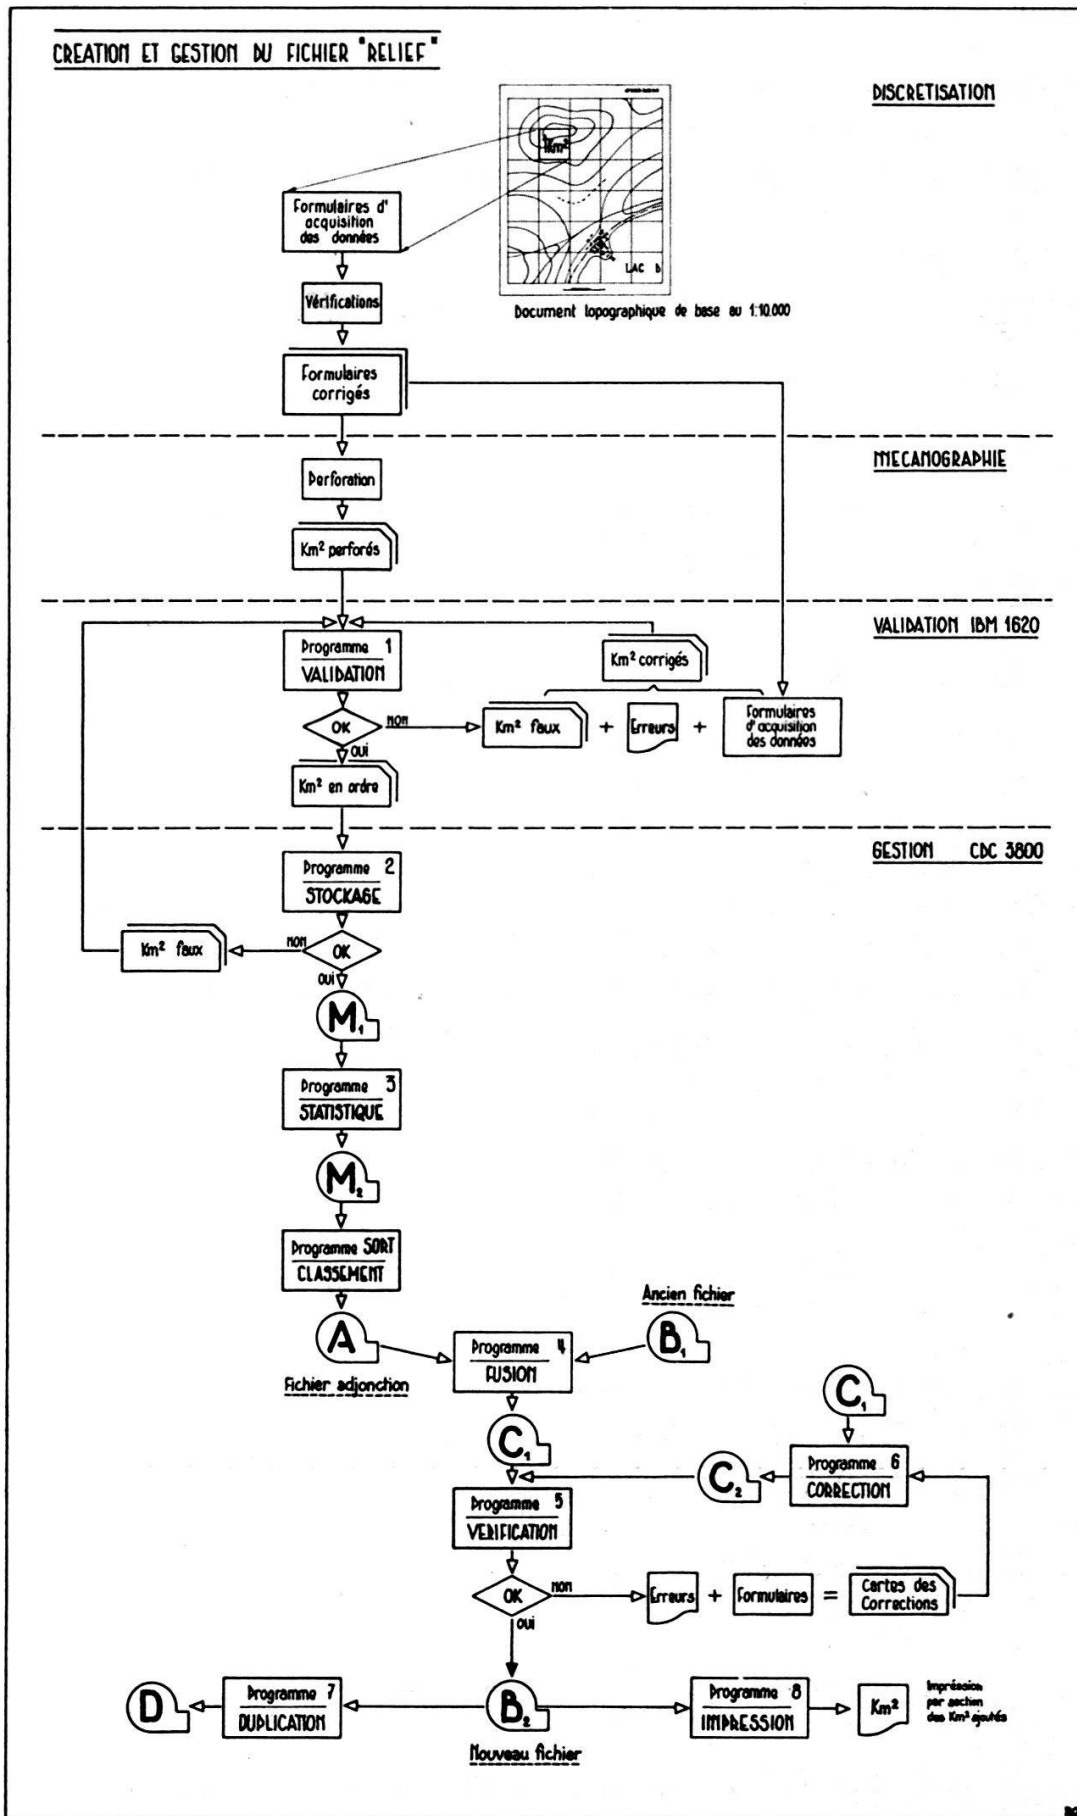 CREATION ET GESTION DU FICHIER "RELIEF"
DISCRETISATION
1Km²
LAC
Document topographique de base au 1:10.000
Formulaires d'
acquisition
des données
Vérifications
Formulaires
corrigés
MECANOGRAPHIE
Perforation
Km² perforés
VALIDATION IBM 1620
Programme 1
VALIDATION
Km² corrigés
OK
NON
OUI
Km² faux
+
Erreurs
+
Formulaires
d'acquisition
des données
Km² en ordre
GESTION CDC 3800
Programme 2
STOCKAGE
OK
NON
OUI
Km² faux
M1
Programme 3
STATISTIQUE
M2
Programme SORT
CLASSEMENT
A
Fichier adjonction
Ancien fichier
B1
Programme 4
FUSION
C1
C1
Programme 6
CORRECTION
C2
Programme 5
VERIFICATION
OK
NON
OUI
Erreurs + Formulaires =
Cartes des
Corrections
D
Programme 7
DUPLICATION
B2
Nouveau fichier
Programme 8
IMPRESSION
Km²
Impréssion
par section
des Km² ajoutés